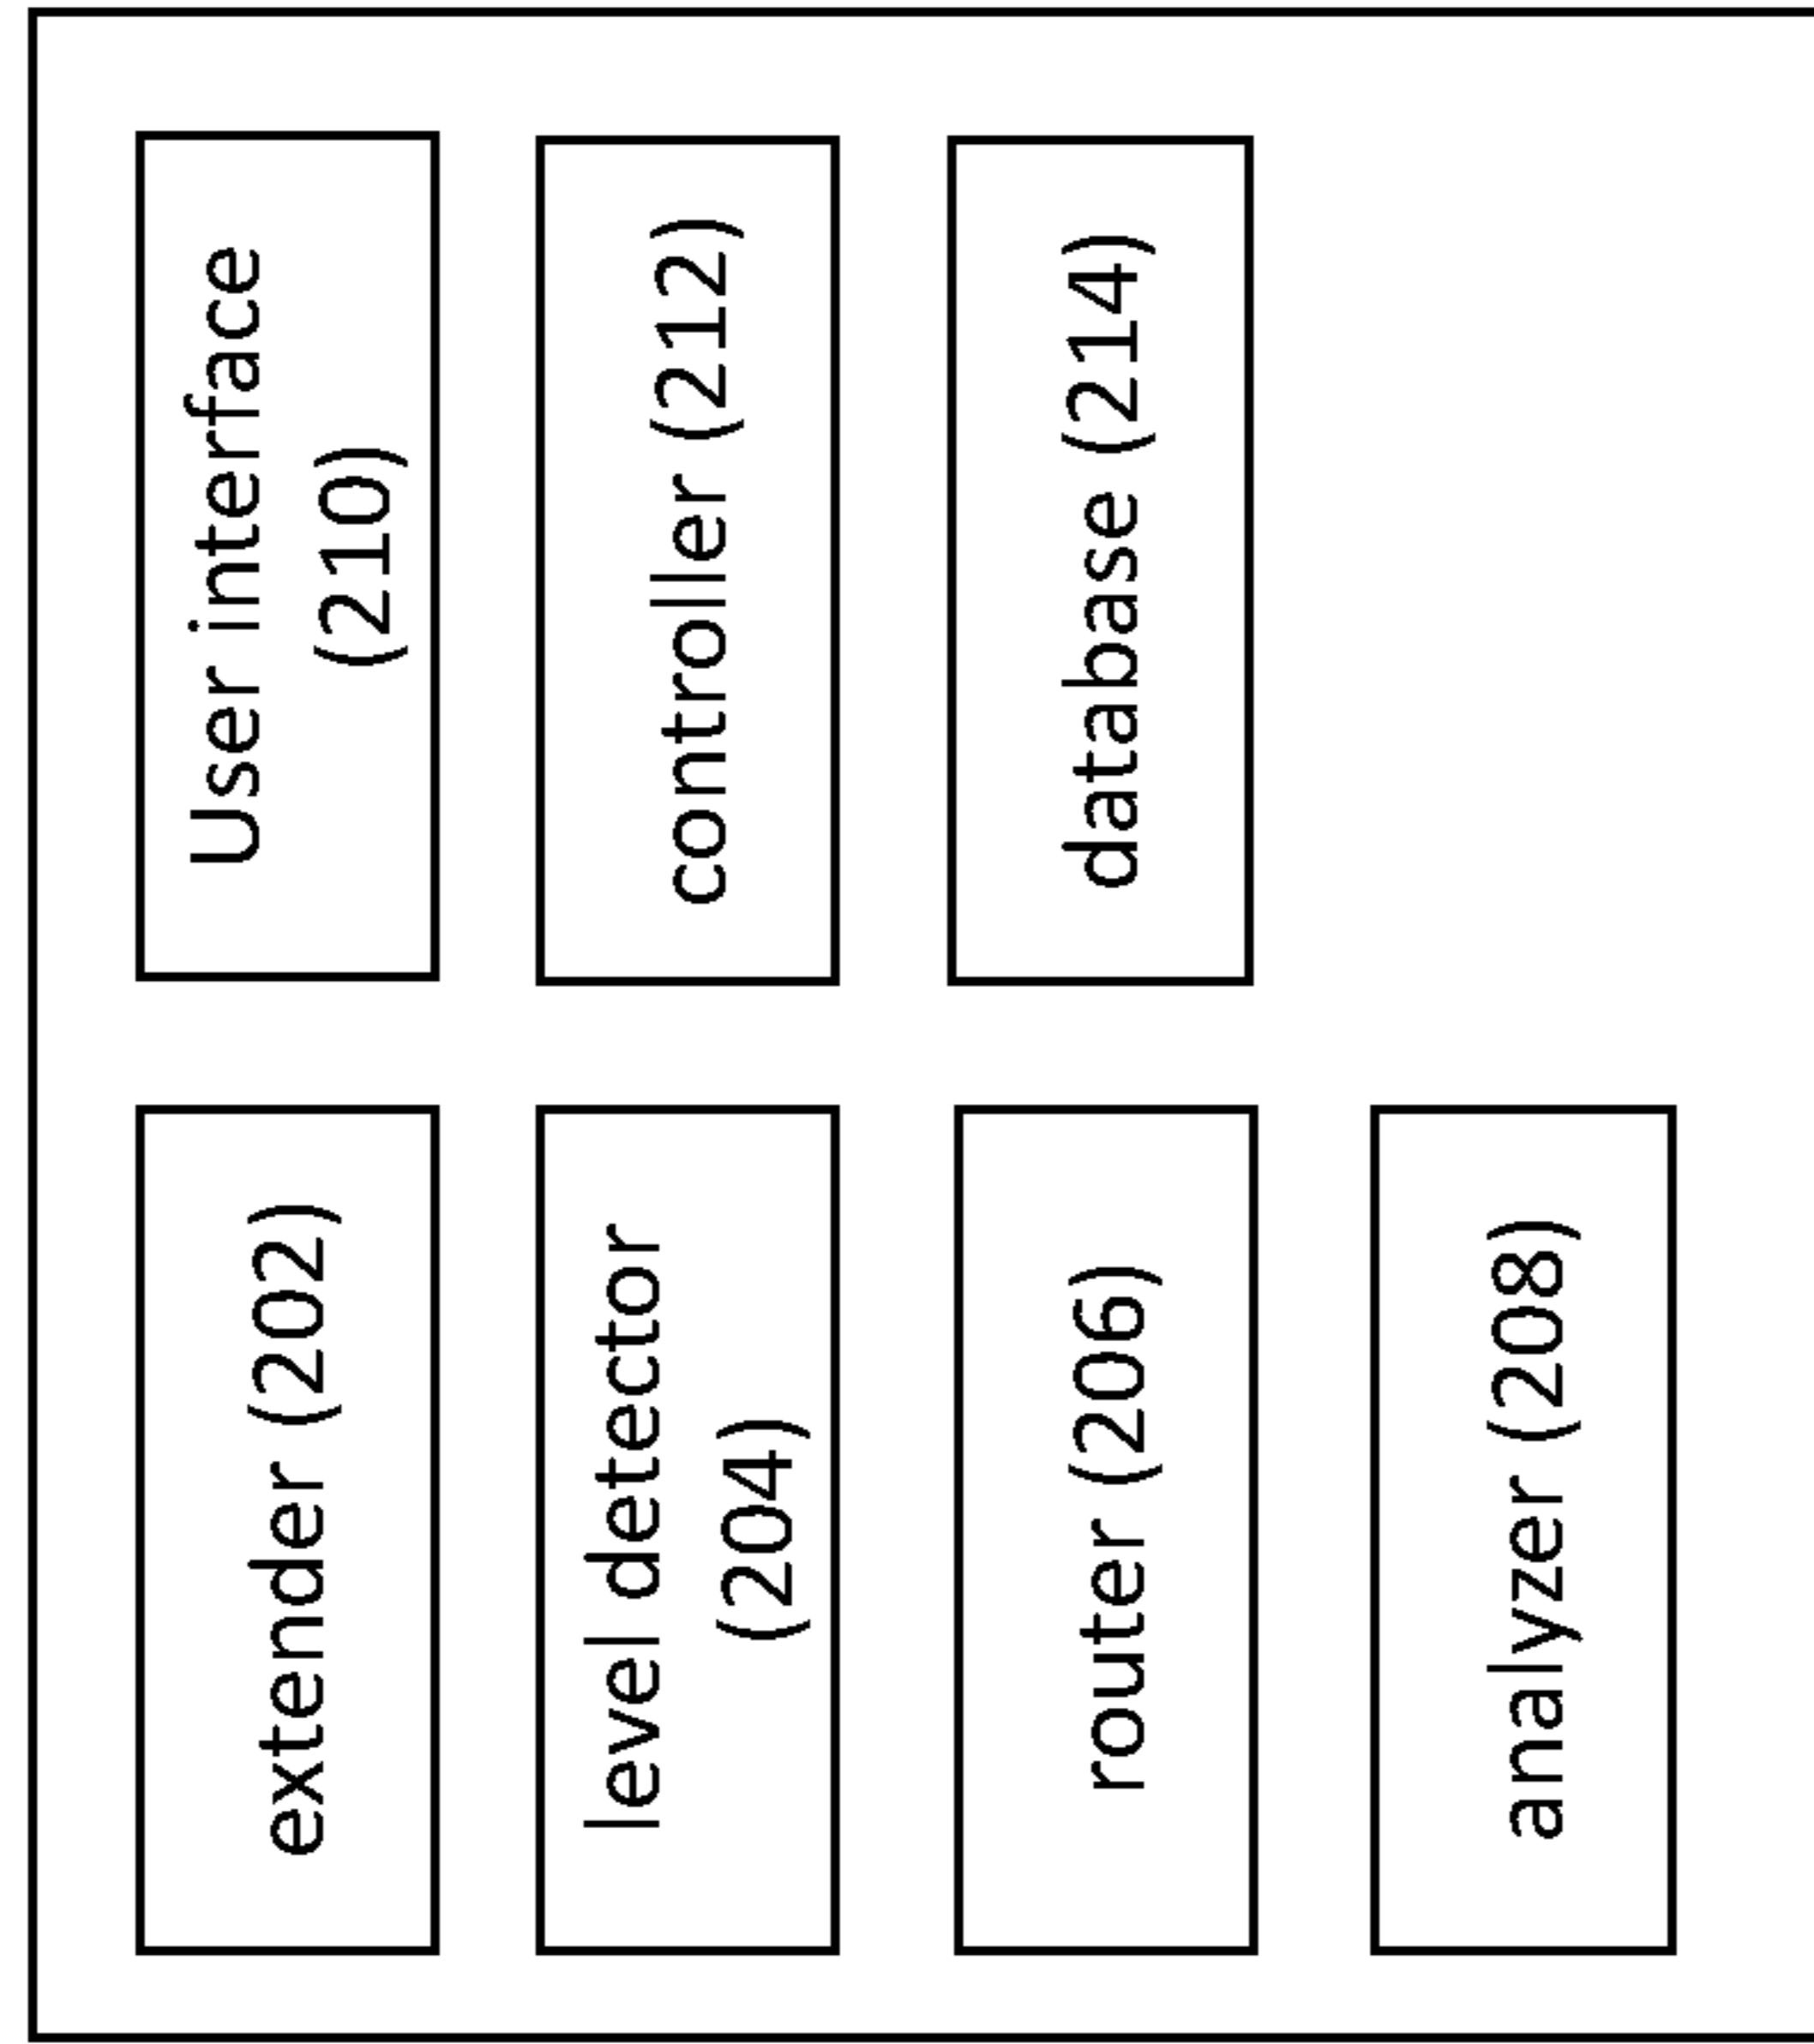 extender (202)
level detector
(204)
router (206)
analyzer (208)
User interface
(210)
controller (212)
database (214)